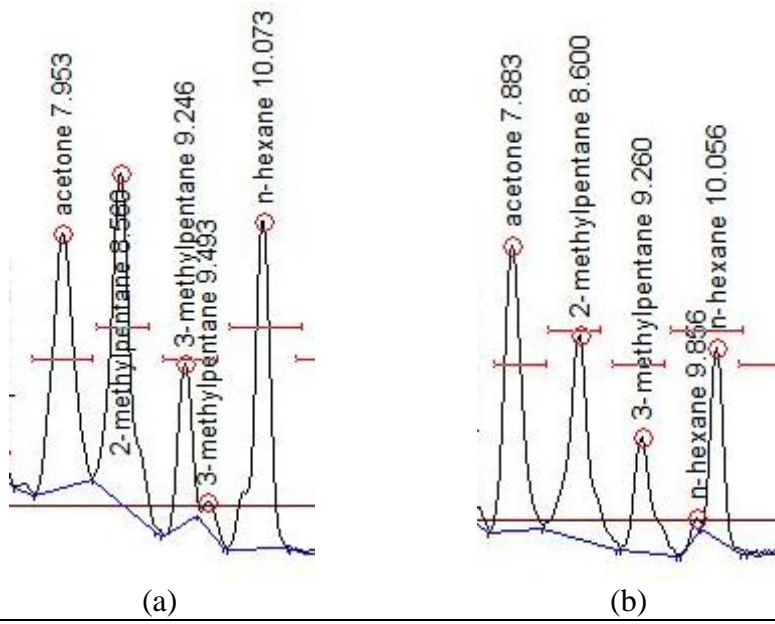 acetone 7.953
2-methylpentane 8.560
3-methylpentane 9.246
3-methylpentane 9.493
n-hexane 10.073
acetone 7.883
2-methylpentane 8.600
3-methylpentane 9.260
n-hexane 9.856
n-hexane 10.056
(a)
(b)